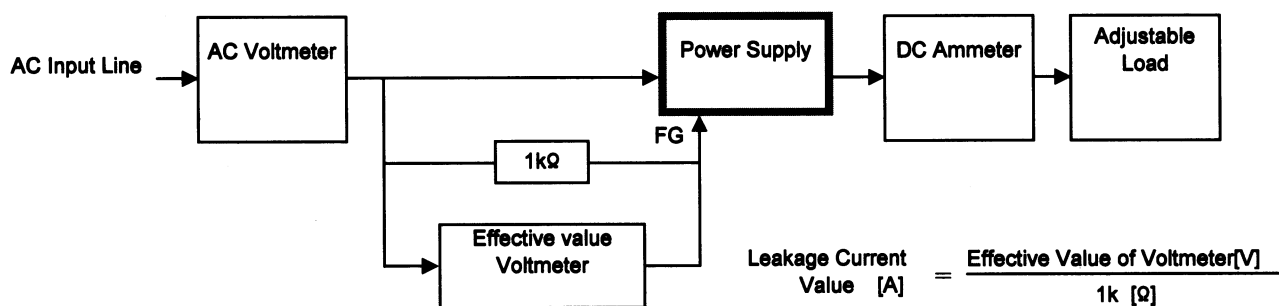 AC Input Line
AC Voltmeter
Power Supply
DC Ammeter
Adjustable
Load
FG
1kΩ
Effective value
Voltmeter
Leakage Current
Value [A]
=
Effective Value of Voltmeter[V]
1k [Ω]